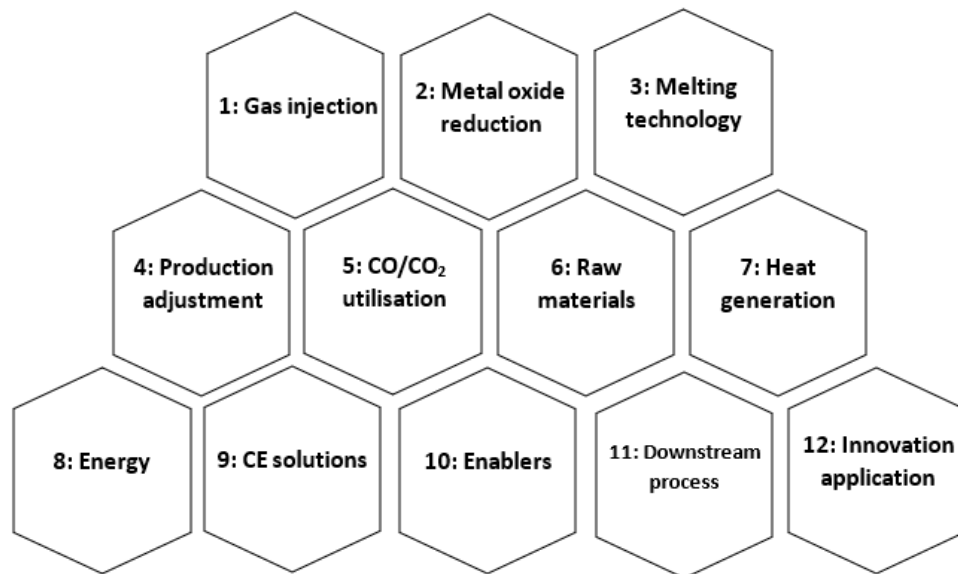 1: Gas injection
2: Metal oxide
reduction
3: Melting
technology
4: Production
adjustment
5: CO/CO₂
utilisation
6: Raw
materials
7: Heat
generation
8: Energy
9: CE solutions
10: Enablers
11: Downstream
process
12: Innovation
application